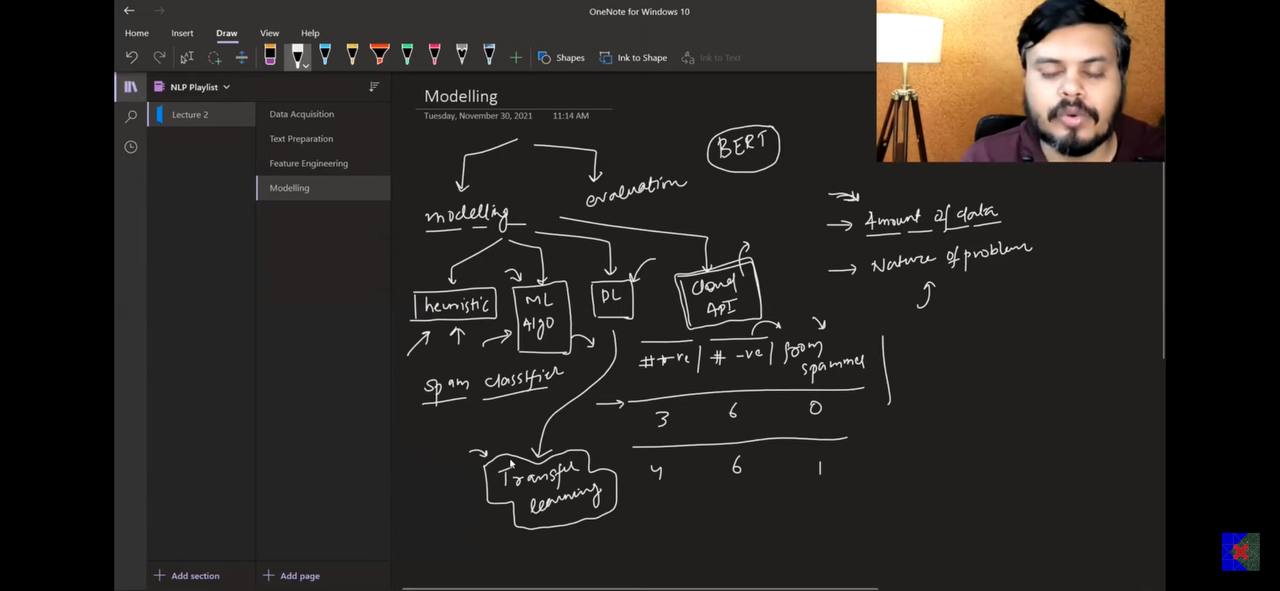 OneNote for Windows 10
Home Insert Draw View Help
Shapes Ink to Shape Ink to Text
NLP Playlist
Lecture 2
Data Acquisition
Text Preparation
Feature Engineering
Modelling
Modelling
Tuesday, November 30, 2021 11:14 AM
BERT
evaluation
modelling
Amount of data
Nature of problem
heuristic
ML
Algo
DL
Cloud
API
#+ve | # -ve | from
spammer
spam classifier
3 6 0
4 6 1
Transfer
learning
Add section
Add page